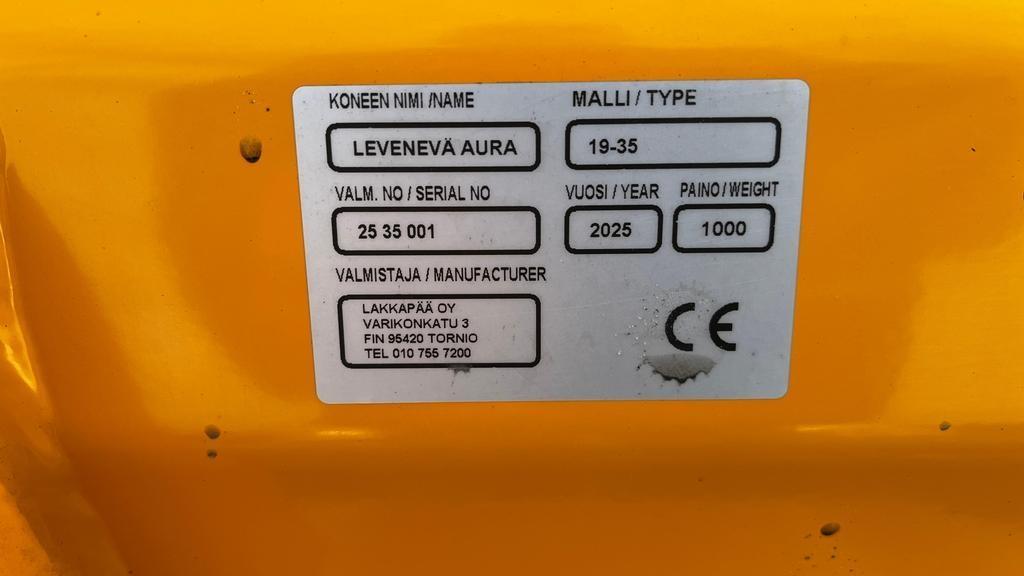 KONEEN NIMI /NAME
LEVENEVÄ AURA
MALLI / TYPE
19-35
VALM. NO / SERIAL NO
25 35 001
VUOSI / YEAR
2025
PAINO / WEIGHT
1000
VALMISTAJA / MANUFACTURER
LAKKAPÄÄ OY
VARIKONKATU 3
FIN 95420 TORNIO
TEL 010 755 7200
CE